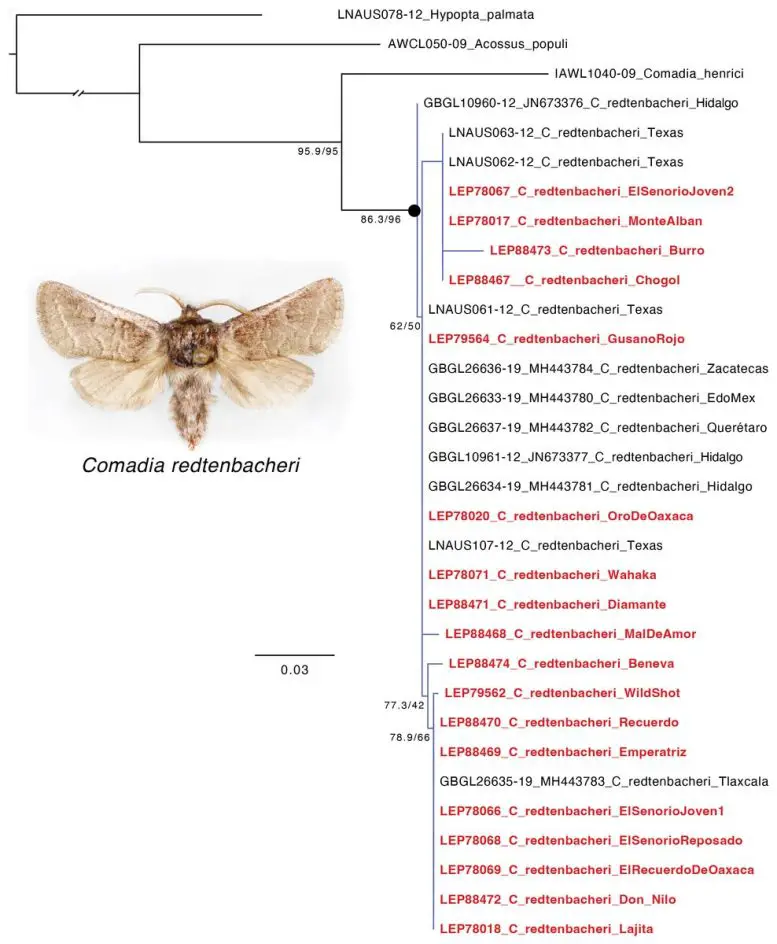 LNAUS078-12_Hypopta_palmata
AWCL050-09_Acossus_populi
IAWL1040-09_Comadia_henrici
GBGL10960-12_JN673376_C_redtenbacheri_Hidalgo
LNAUS063-12_C_redtenbacheri_Texas
95.9/95
LNAUS062-12_C_redtenbacheri_Texas
LEP78067_C_redtenbacheri_ElSenorioJoven2
86.3/96
LEP78017_C_redtenbacheri_MonteAlban
LEP88473_C_redtenbacheri_Burro
LEP88467__C_redtenbacheri_Chogol
LNAUS061-12_C_redtenbacheri_Texas
62/50
LEP79564_C_redtenbacheri_GusanoRojo
GBGL26636-19_MH443784_C_redtenbacheri_Zacatecas
GBGL26633-19_MH443780_C_redtenbacheri_EdoMex
GBGL26637-19_MH443782_C_redtenbacheri_Querétaro
GBGL10961-12_JN673377_C_redtenbacheri_Hidalgo
Comadia redtenbacheri
GBGL26634-19_MH443781_C_redtenbacheri_Hidalgo
LEP78020_C_redtenbacheri_OroDeOaxaca
LNAUS107-12_C_redtenbacheri_Texas
LEP78071_C_redtenbacheri_Wahaka
LEP88471_C_redtenbacheri_Diamante
LEP88468_C_redtenbacheri_MalDeAmor
0.03
LEP88474_C_redtenbacheri_Beneva
LEP79562_C_redtenbacheri_WildShot
77.3/42
LEP88470_C_redtenbacheri_Recuerdo
78.9/66
LEP88469_C_redtenbacheri_Emperatriz
GBGL26635-19_MH443783_C_redtenbacheri_Tlaxcala
LEP78066_C_redtenbacheri_ElSenorioJoven1
LEP78068_C_redtenbacheri_ElSenorioReposado
LEP78069_C_redtenbacheri_ElRecuerdoDeOaxaca
LEP88472_C_redtenbacheri_Don_Nilo
LEP78018_C_redtenbacheri_Lajita